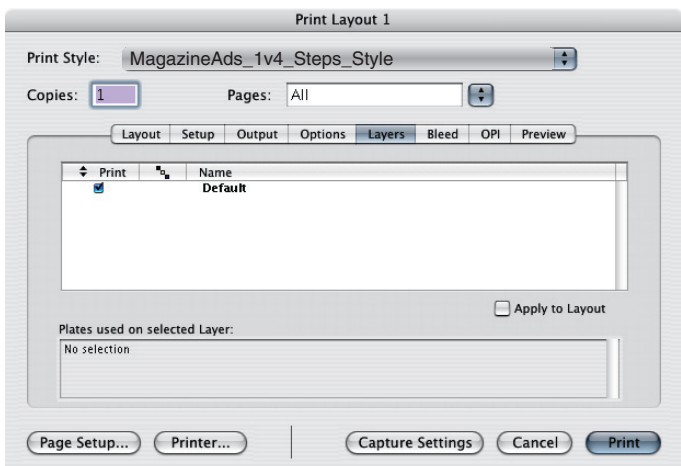 Print Layout 1
Print Style: MagazineAds_1v4_Steps_Style
Copies: 1 Pages: All
Layout Setup Output Options Layers Bleed OPI Preview
Print Name
Default
Apply to Layout
Plates used on selected Layer:
No selection
Page Setup... Printer... Capture Settings Cancel Print